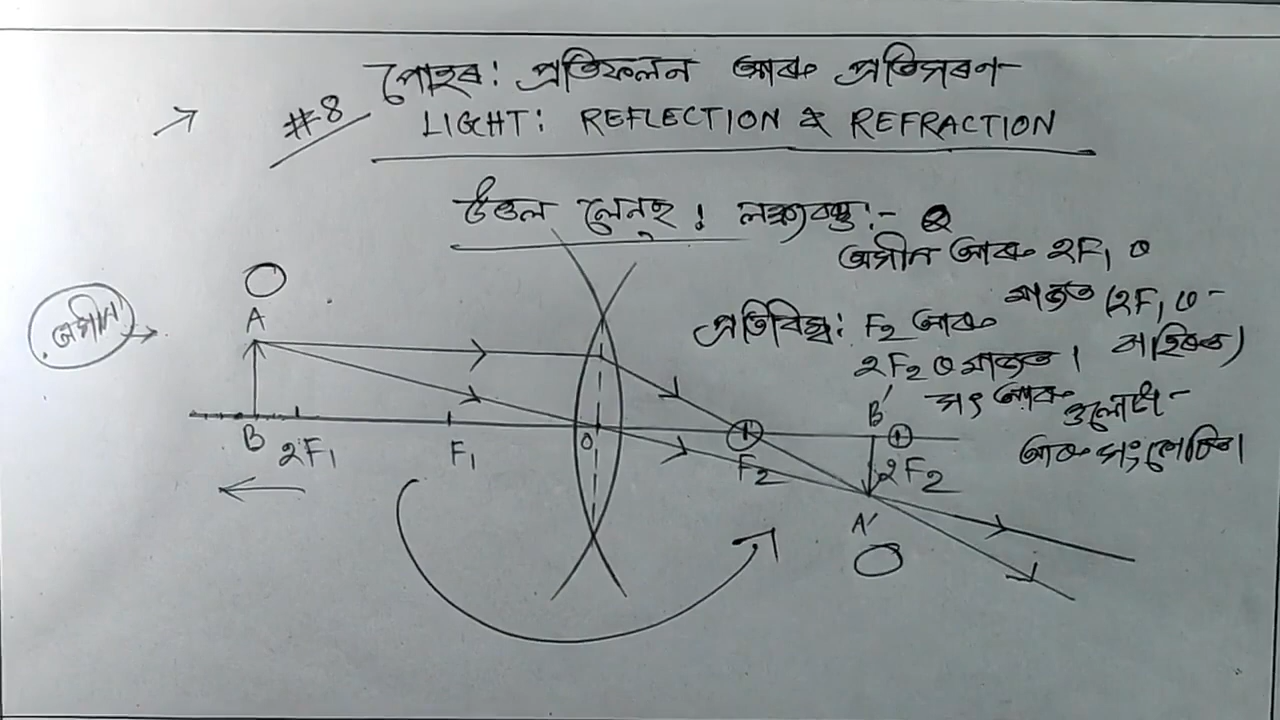 পোহৰ: প্ৰতিফলন আৰু প্ৰতিসৰণ
#8 LIGHT: REFLECTION & REFRACTION
উত্তল লেন্ছ: লক্ষ্যবস্তু:-
অসীম আৰু 2F₁ ৰ
মাজত (2F₁ ৰ-
বাহিৰত)
প্ৰতিবিম্ব: F₂ আৰু
2F₂ ৰ মাজত।
সৎ আৰু ওলোটা-
আৰু সংকুচিত।
অসীম
A
B
2F₁
F₁
O
F₂
B'
2F₂
A'